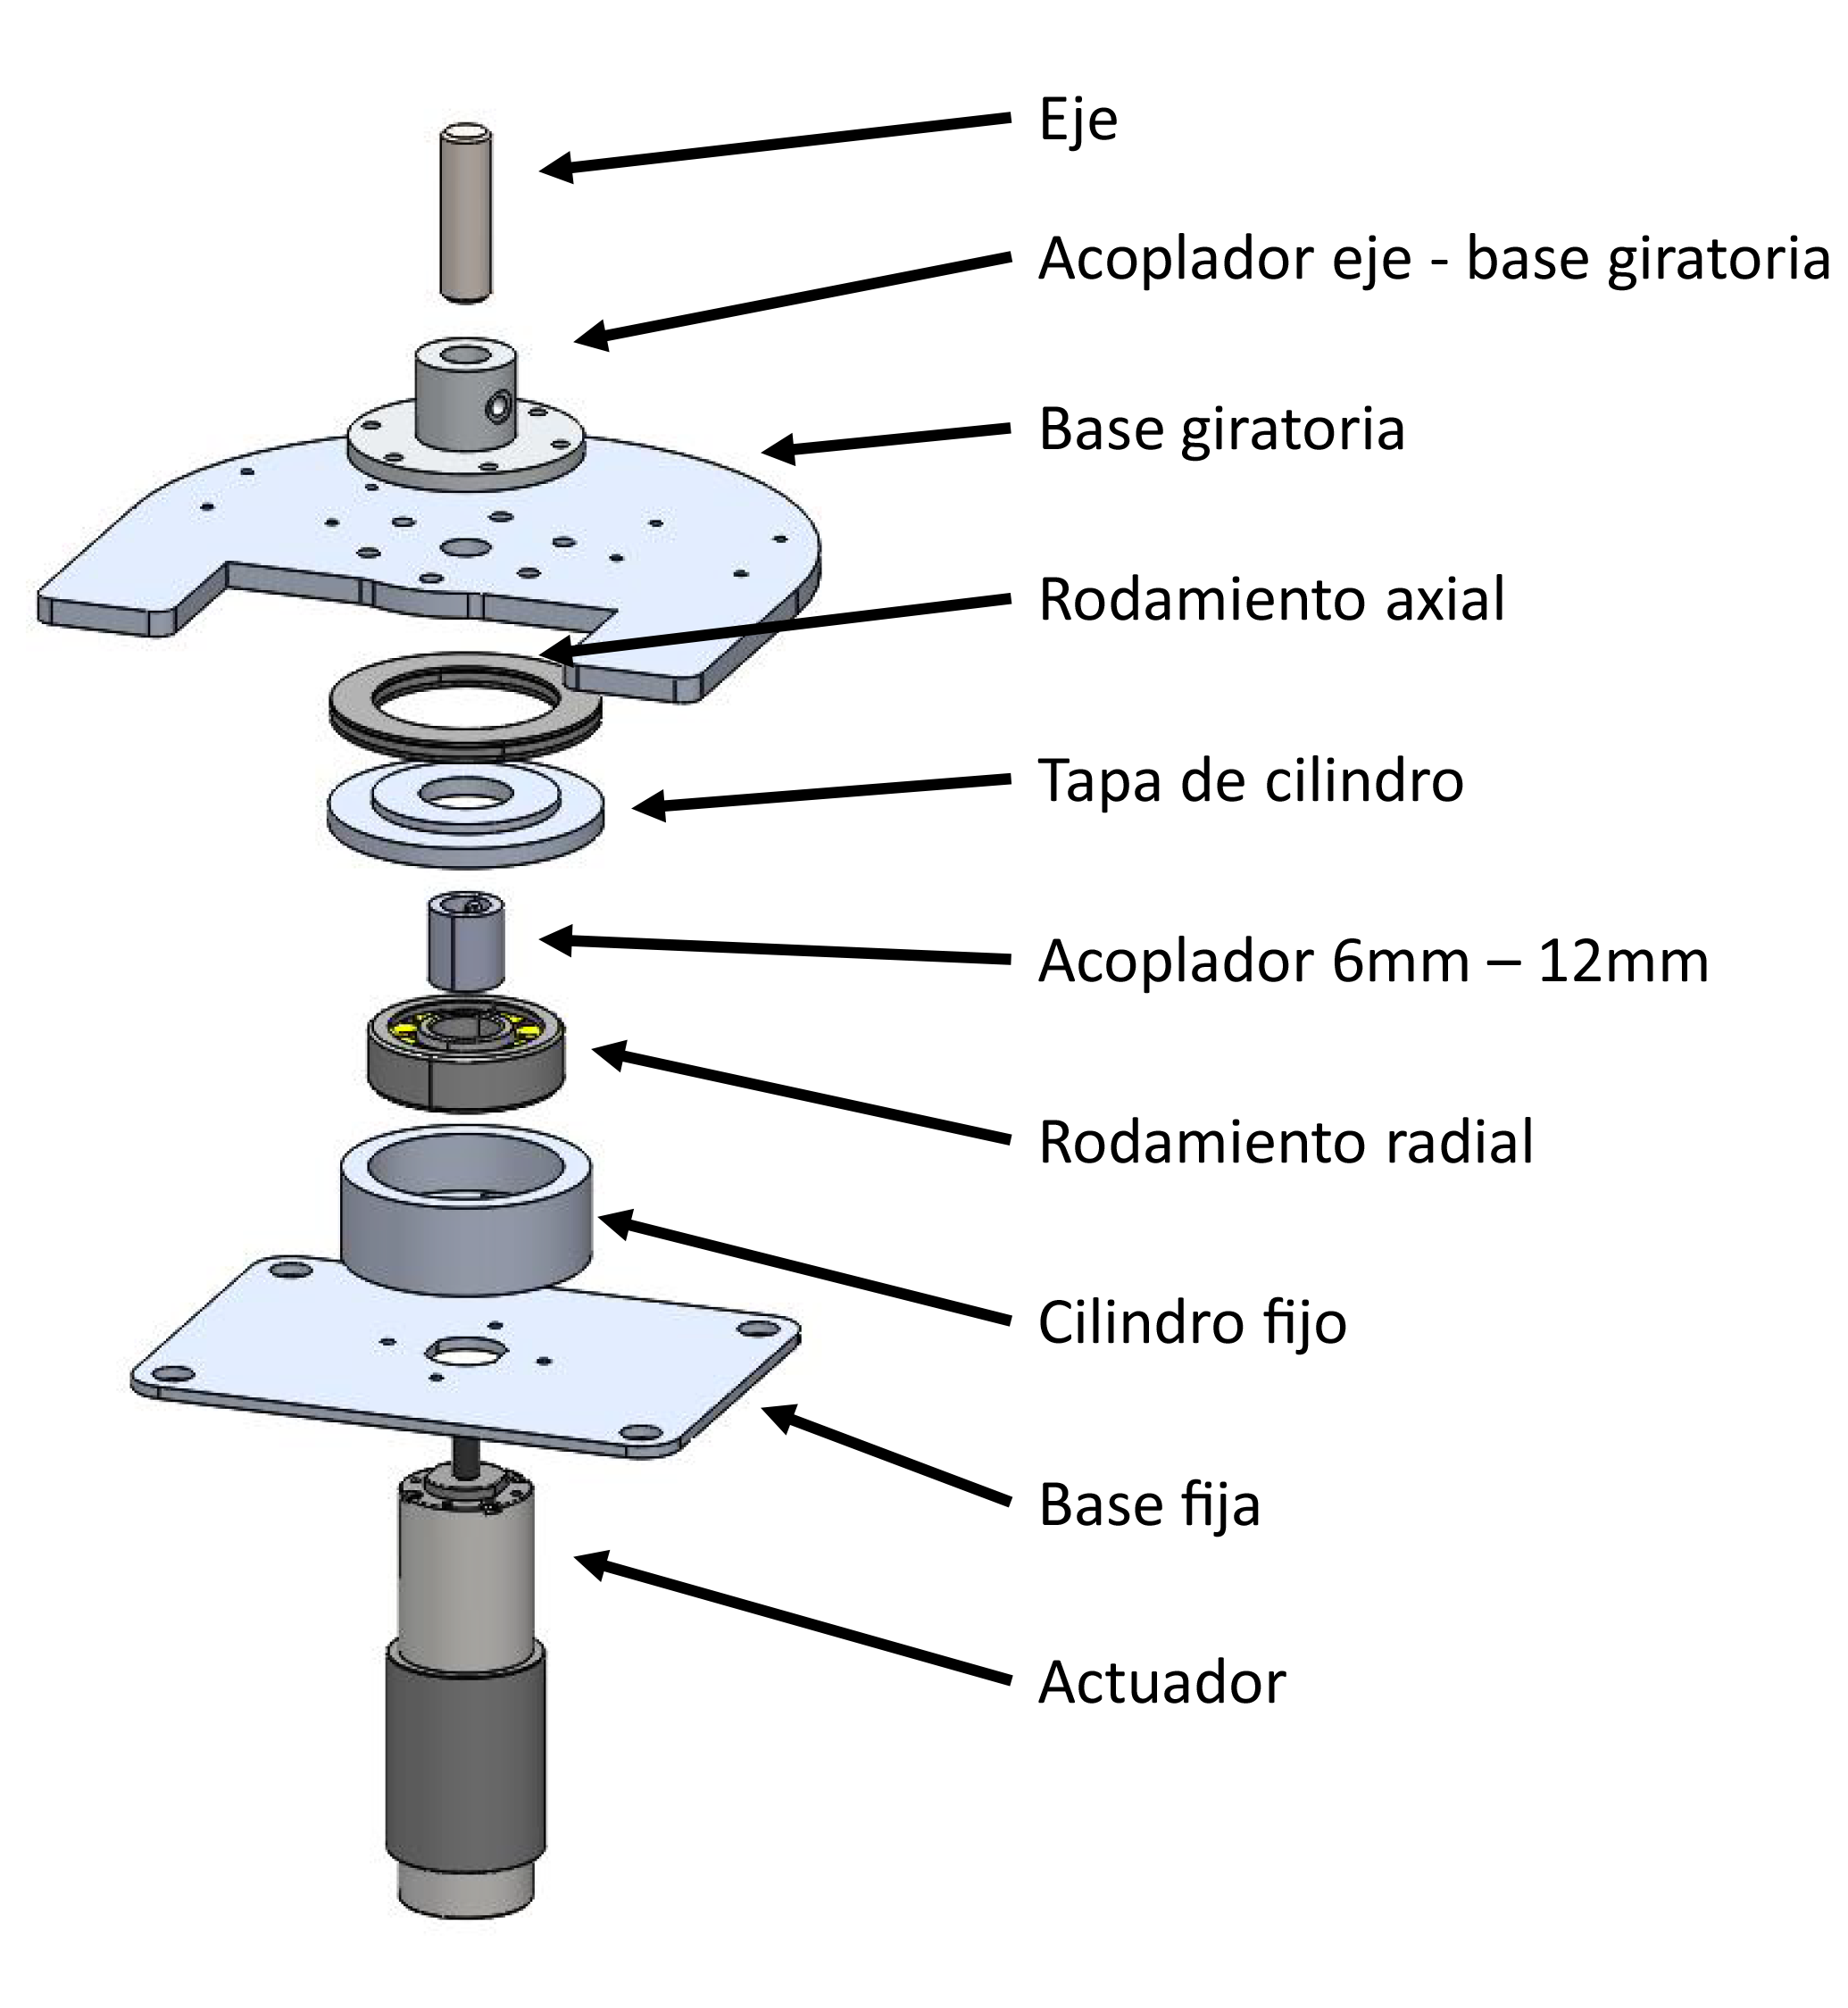 Eje
Acoplador eje - base giratoria
Base giratoria
Rodamiento axial
Tapa de cilindro
Acoplador 6mm – 12mm
Rodamiento radial
Cilindro fijo
Base fija
Actuador